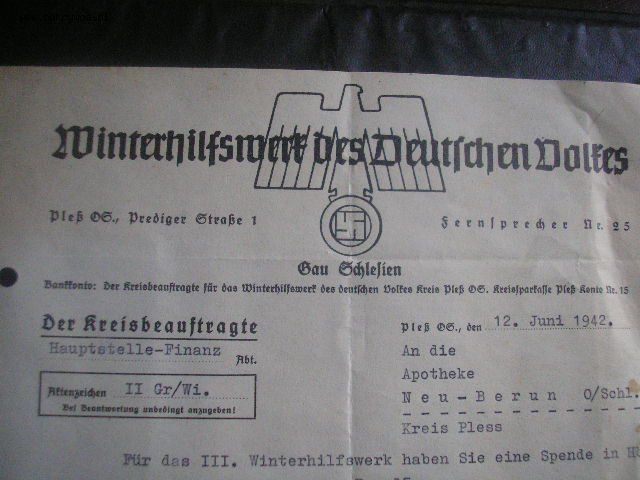 Winterhilfswerk des Deutschen Volkes
Pleß OS., Prediger Straße 1
Fernsprecher Nr. 25
Gau Schlesien
Bankkonto: Der Kreisbeauftragte für das Winterhilfswerk des deutschen Volkes Kreis Pleß OS. Kreissparkasse Pleß Konto Nr. 15
Der Kreisbeauftragte
Hauptstelle-Finanz Abt.
Aktenzeichen II Gr/Wi.
Bei Beantwortung unbedingt anzugeben!
Pleß OS., den 12. Juni 1942.
An die
Apotheke
Neu-Berun O/Schl.
Kreis Pless
Für das III. Winterhilfswerk haben Sie eine Spende in